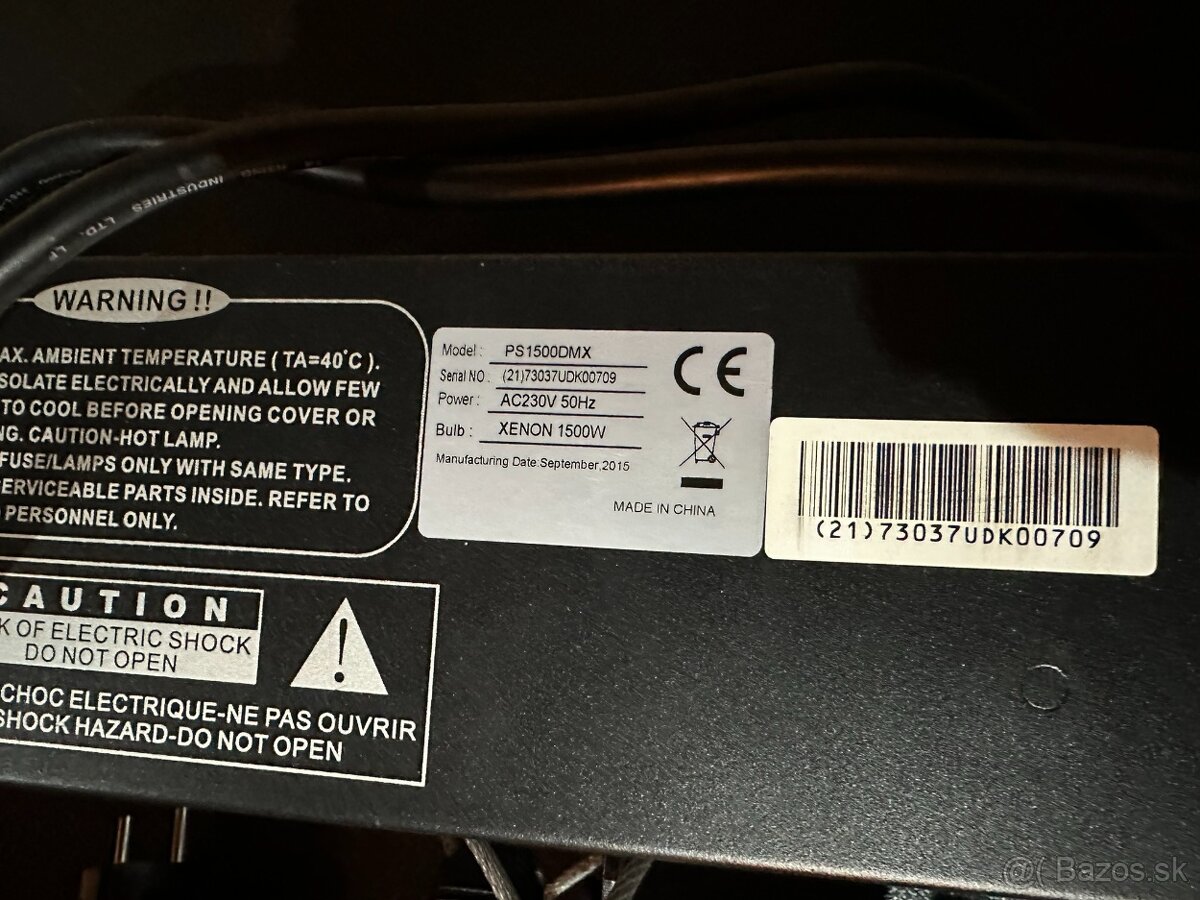 INDUSTRIES LTD.
WARNING !!
AX. AMBIENT TEMPERATURE ( TA=40°C ).
SOLATE ELECTRICALLY AND ALLOW FEW
TO COOL BEFORE OPENING COVER OR
NG. CAUTION-HOT LAMP.
FUSE/LAMPS ONLY WITH SAME TYPE.
ERVICEABLE PARTS INSIDE. REFER TO
PERSONNEL ONLY.
CAUTION
K OF ELECTRIC SHOCK
DO NOT OPEN
!
CHOC ELECTRIQUE-NE PAS OUVRIR
SHOCK HAZARD-DO NOT OPEN
Model : PS1500DMX
Serial NO . (21)73037UDK00709
Power : AC230V 50Hz
Bulb : XENON 1500W
Manufacturing Date:September,2015
CE
MADE IN CHINA
(21)73037UDK00709
@( Bazos.sk